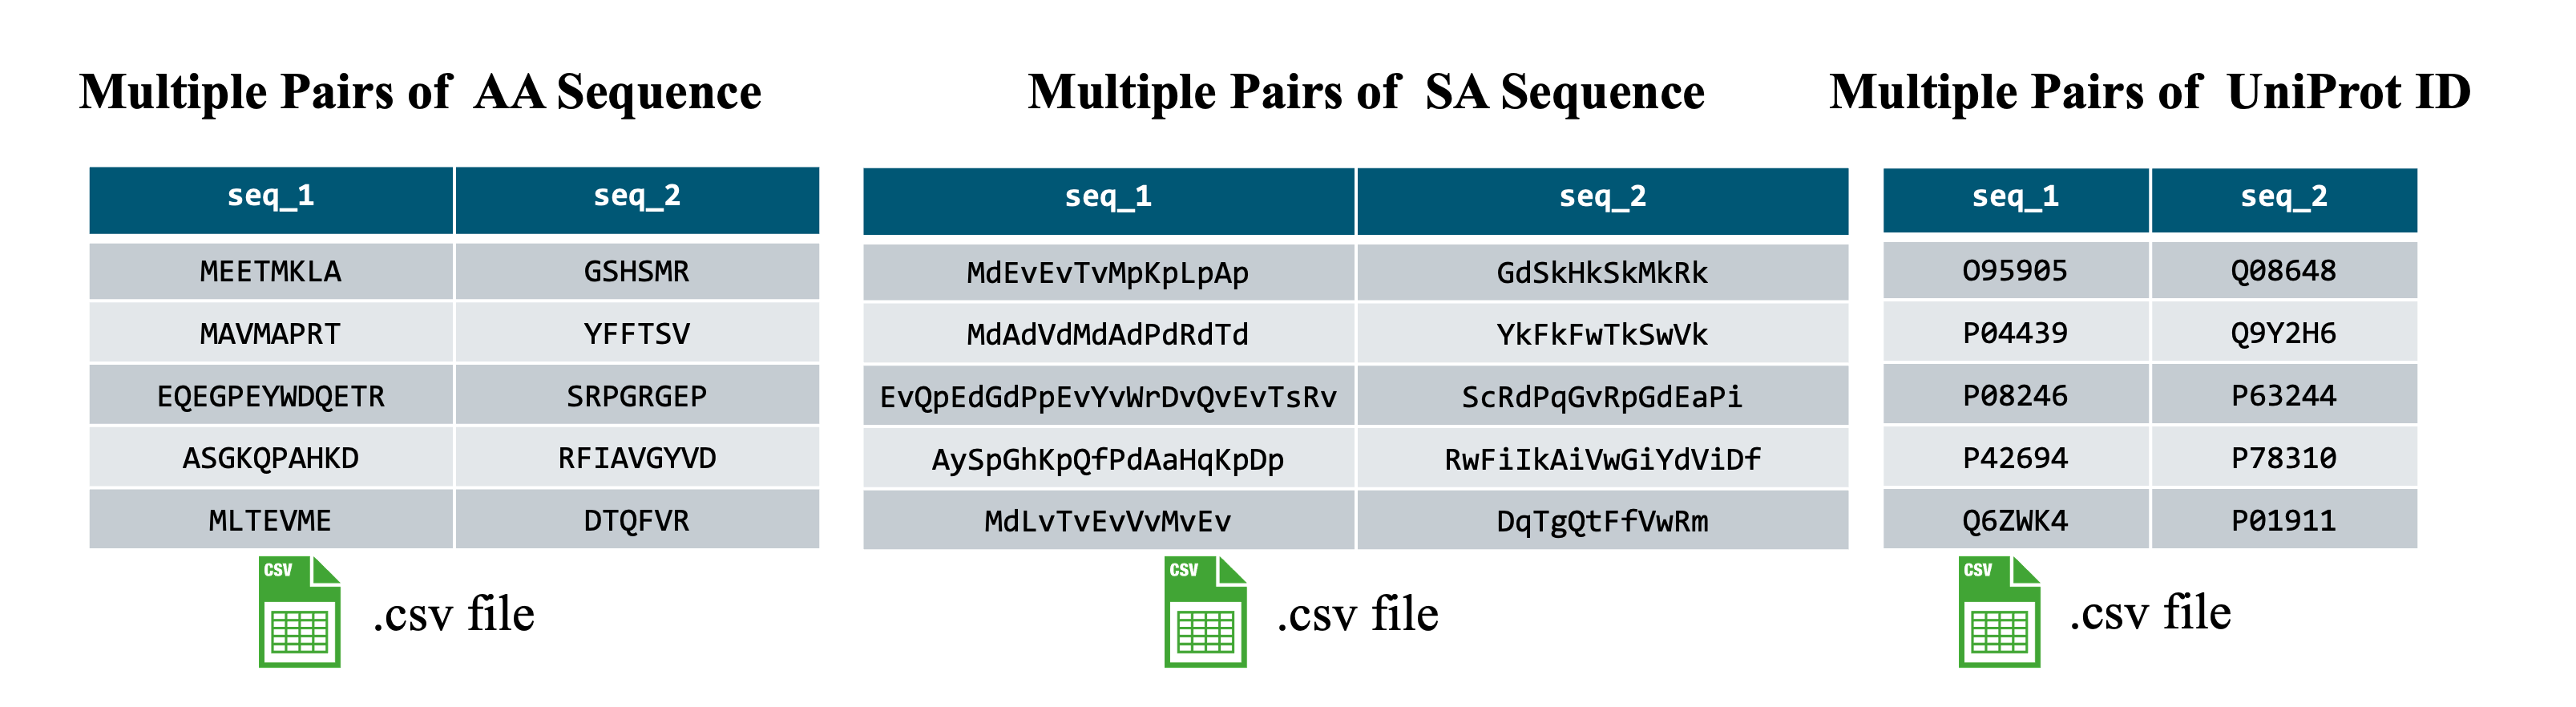 Multiple Pairs of AA Sequence
seq_1 seq_2
MEETMKLA GSHSMR
MAVMAPRT YFFTSV
EQEGPEYWDQETR SRPGRGEP
ASGKQPAHKD RFIAVGYVD
MLTEVME DTQFVR
CSV .csv file
Multiple Pairs of SA Sequence
seq_1 seq_2
MdEvEvTvMpKpLpAp GdSkHkSkMkRk
MdAdVdMdAdPdRdTd YkFkFwTkSwVk
EvQpEdGdPpEvYvWrDvQvEvTsRv ScRdPqGvRpGdEaPi
AySpGhKpQfPdAaHqKpDp RwFiIkAiVwGiYdViDf
MdLvTvEvVvMvEv DqTgQtFfVwRm
CSV .csv file
Multiple Pairs of UniProt ID
seq_1 seq_2
O95905 Q08648
P04439 Q9Y2H6
P08246 P63244
P42694 P78310
Q6ZWK4 P01911
CSV .csv file